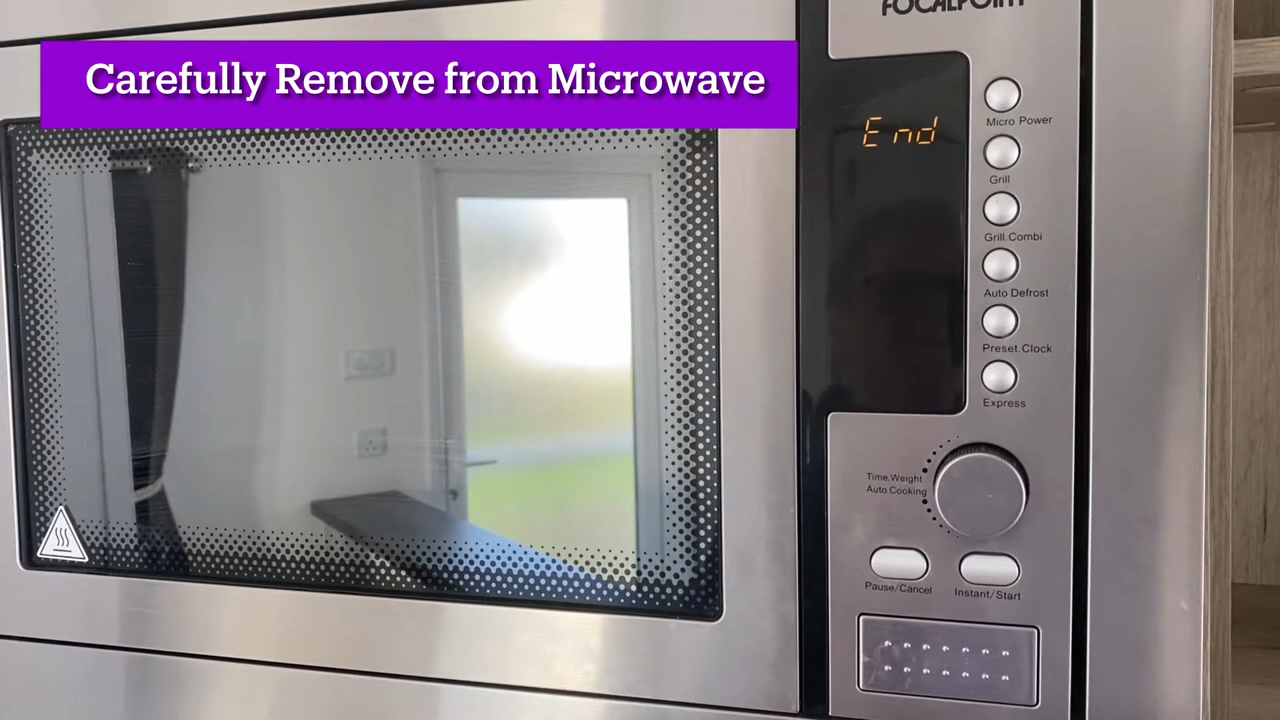 FOCALPOINT
Carefully Remove from Microwave
End
Micro Power
Grill
Grill.Combi
Auto Defrost
Preset.Clock
Express
Time.Weight
Auto Cooking
Pause/Cancel
Instant/Start